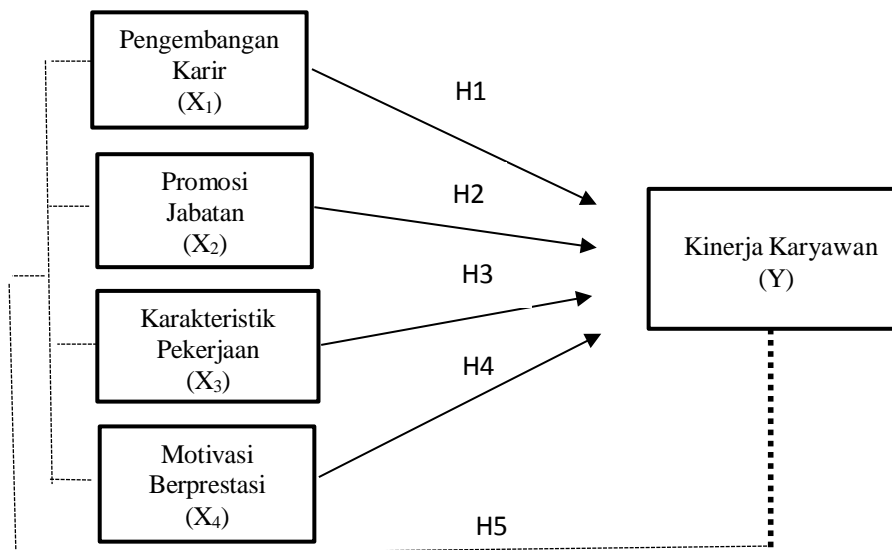 Pengembangan
Karir
(X₁)
H1
Promosi
Jabatan
(X₂)
H2
Kinerja Karyawan
(Y)
H3
Karakteristik
Pekerjaan
(X₃)
H4
Motivasi
Berprestasi
(X₄)
H5